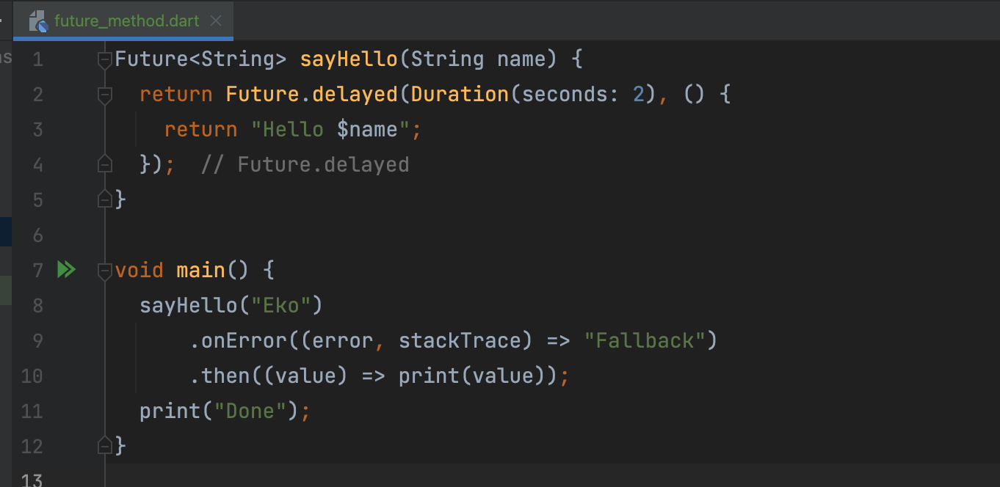 future_method.dart
as
1 Future<String> sayHello(String name) {
2   return Future.delayed(Duration(seconds: 2), () {
3     return "Hello $name";
4   }); // Future.delayed
5 }
6
7 void main() {
8   sayHello("Eko")
9       .onError((error, stackTrace) => "Fallback")
10       .then((value) => print(value));
11   print("Done");
12 }
13